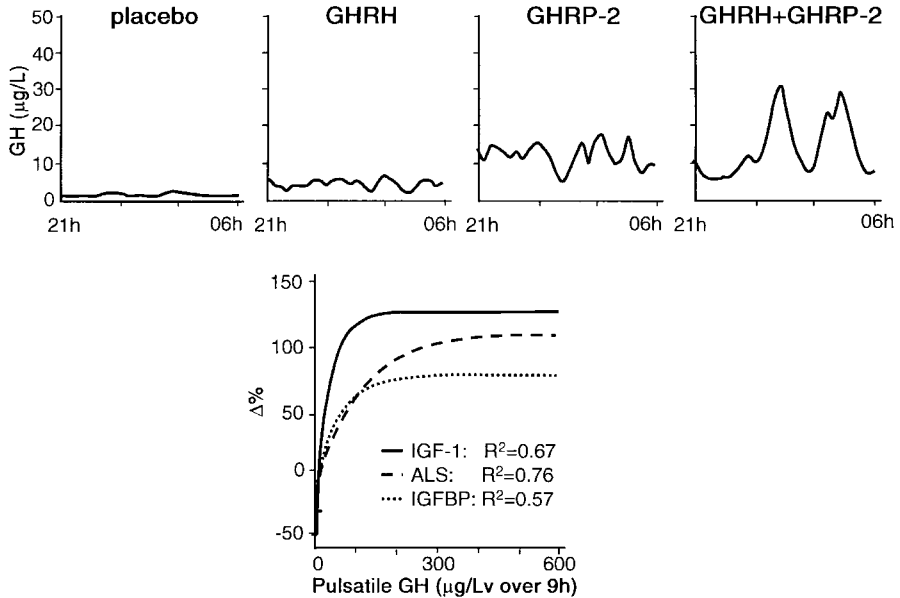 placebo
GHRH
GHRP-2
GHRH+GHRP-2
GH (µg/L)
50
40
30
20
10
0
21h
06h
21h
06h
21h
06h
21h
06h
Δ%
150
100
50
0
-50
IGF-1: R²=0.67
ALS: R²=0.76
IGFBP: R²=0.57
0
300
600
Pulsatile GH (µg/Lv over 9h)